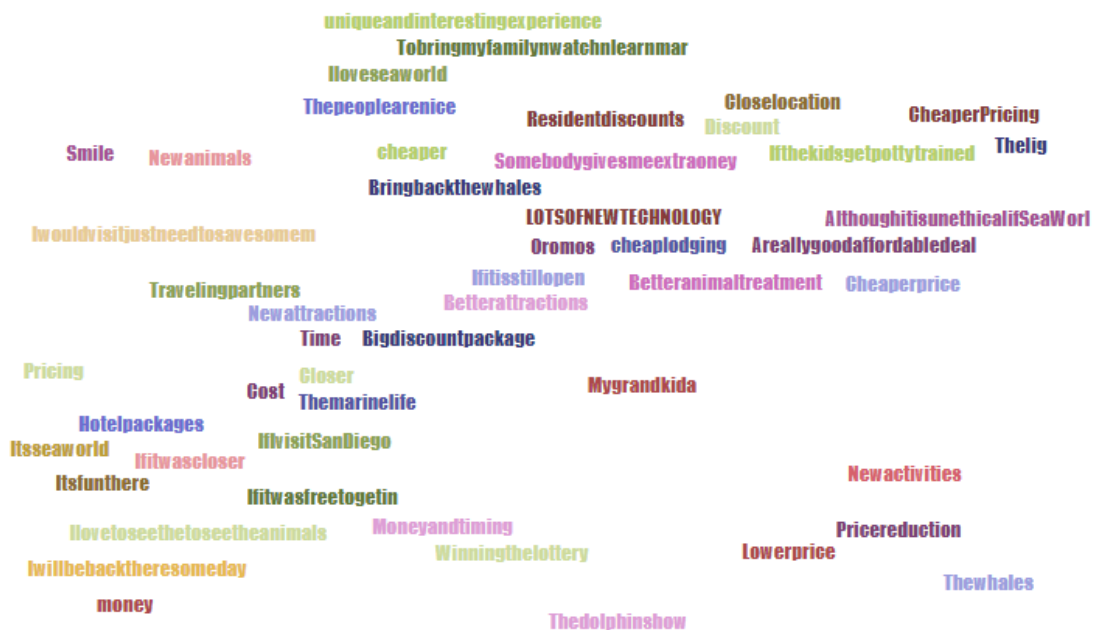 uniqueandinterestingexperience
Tobringmyfamilynwatchnlearnmar
Iloveseaworld
Thepeoplearenice
Closelocation
CheaperPricing
Residentdiscounts
Discount
Thelig
Smile
Newanimals
cheaper
Somebodygivesmeextraoney
Ifthekidsgetpottytrained
Bringbackthewhales
LOTSOFNEWTECHNOLOGY
AlthoughitisunethicalifSeaWorl
Iwouldvisitjustneedtosavesomem
Oromos
cheaplodging
Areallygoodaffordabledeal
Ifitisstillopen
Betteranimaltreatment
Cheaperprice
Travelingpartners
Betterattractions
Newattractions
Time
Bigdiscountpackage
Pricing
Closer
Mygrandkida
Cost
Themarinelife
Hotelpackages
Itsseaworld
IfIvisitSanDiego
Ifitwascloser
Newactivities
Itsfunthere
Ifitwasfreetogetin
Ilovetoseethetoseetheanimals
Moneyandtiming
Pricereduction
Winningthelottery
Lowerprice
Iwillbebacktheresomeday
Thewhales
money
Thedolphinshow